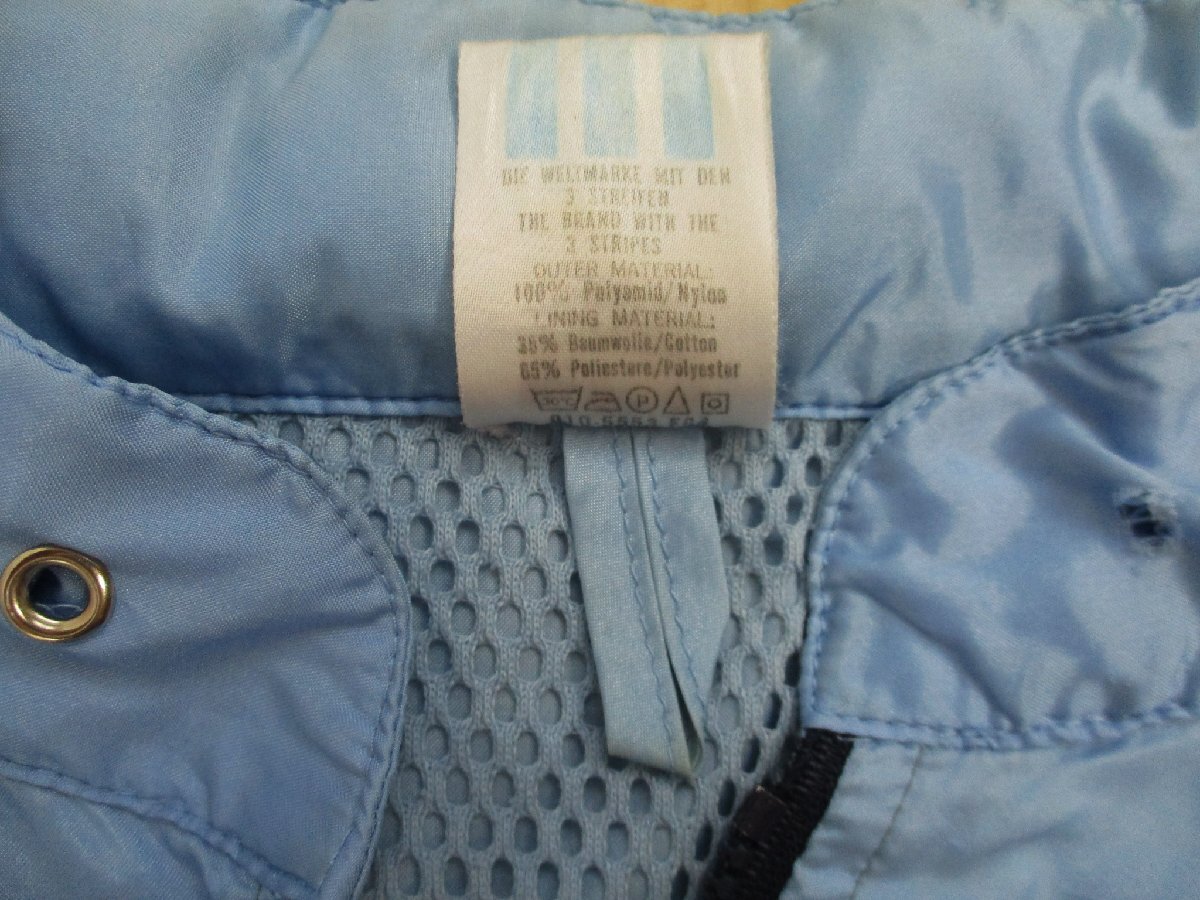 DIE WELTMARKE MIT DEN
3 STREIFEN
THE BRAND WITH THE
3 STRIPES
OUTER MATERIAL:
100% Polyamid/Nylon
LINING MATERIAL:
35% Baumwolle/Cotton
65% Poliestere/Polyester
30°C P